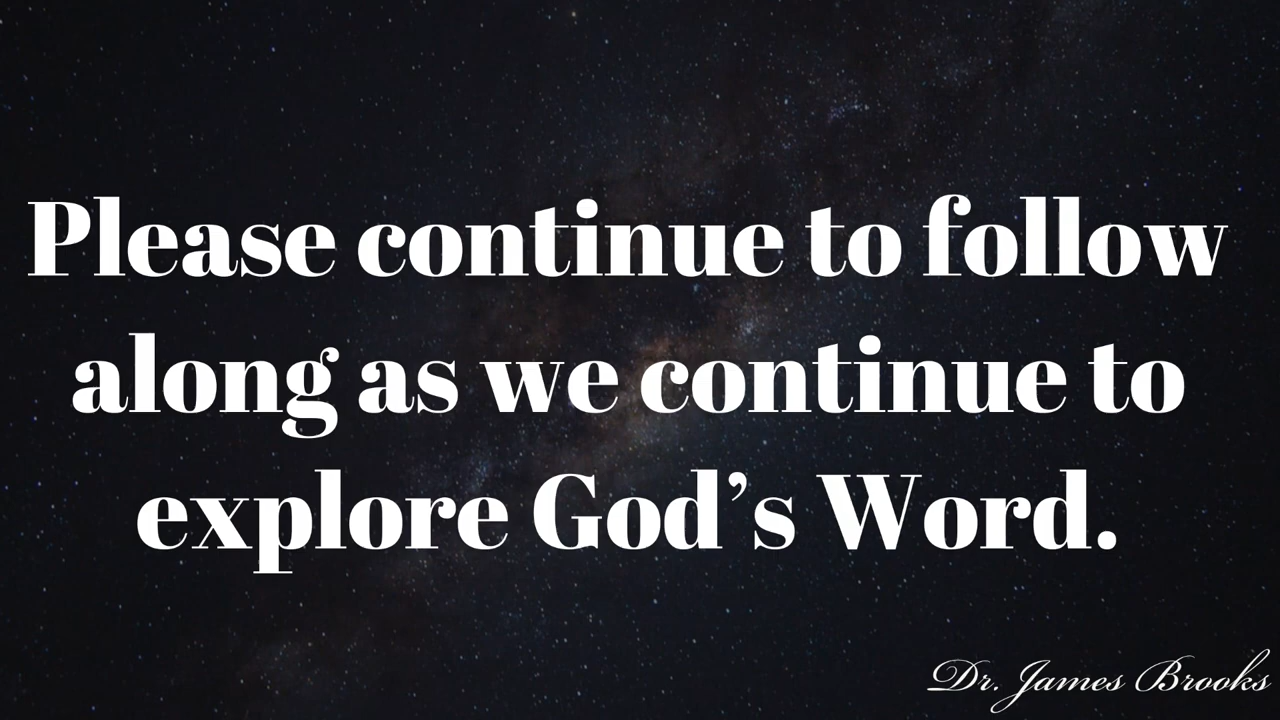 Please continue to follow
along as we continue to
explore God’s Word.
Dr. James Brooks